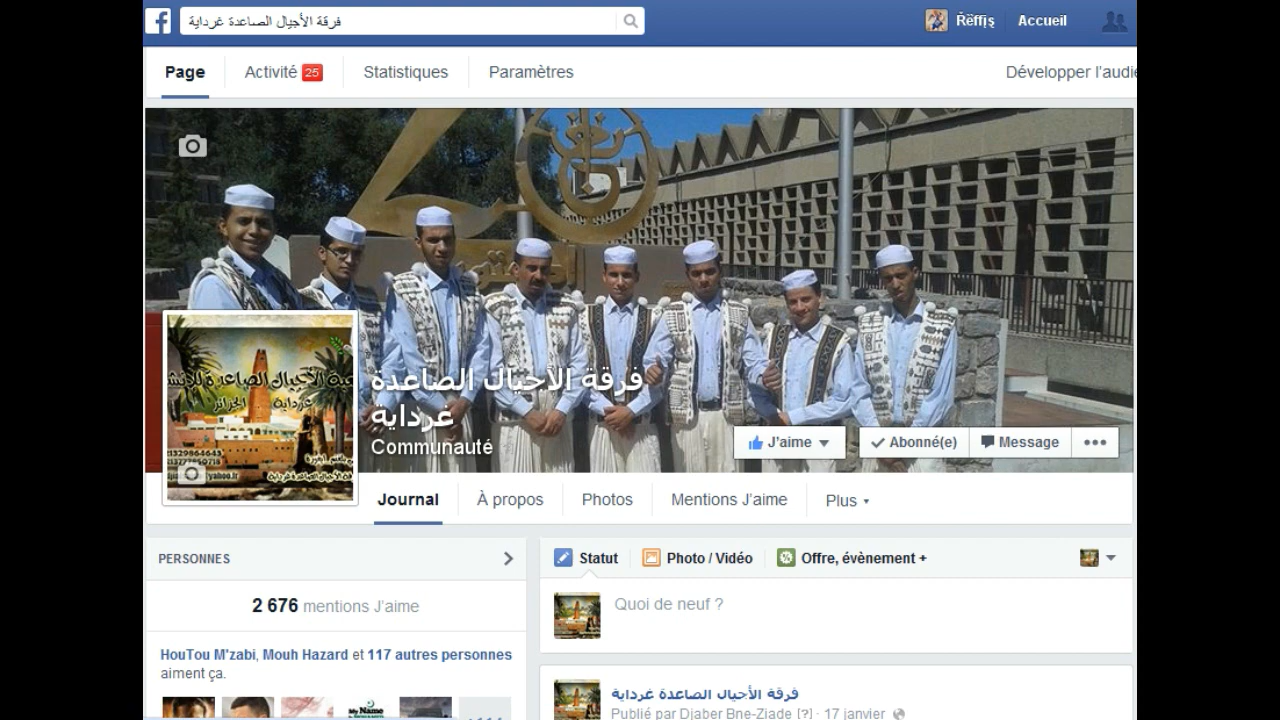 فرقة الأجيال الصاعدة غرداية
Řëffįş
Accueil
Page
Activité 25
Statistiques
Paramètres
Développer l'audie
فرقة الأجيال الصاعدة
غرداية
Communauté
J'aime
Abonné(e)
Message
Journal
À propos
Photos
Mentions J'aime
Plus
PERSONNES
2 676 mentions J'aime
HouTou M'zabi, Mouh Hazard et 117 autres personnes
aiment ça.
Statut
Photo / Vidéo
Offre, évènement +
Quoi de neuf ?
فرقة الأجيال الصاعدة غرداية
Publié par Djaber Bne-Ziade [?] · 17 janvier